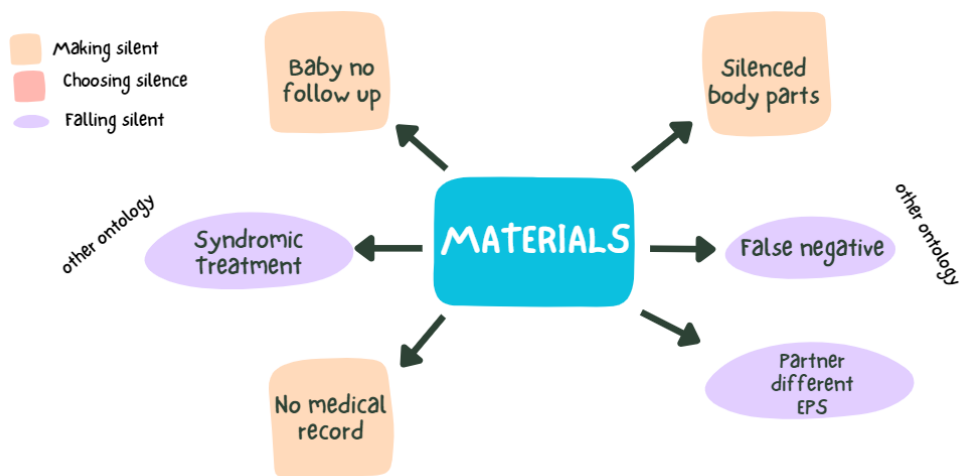 Making silent
Choosing silence
Falling silent
Baby no
follow up
Silenced
body parts
other ontology
Syndromic
Treatment
MATERIALS
False negative
other ontology
No medical
record
Partner
different
EPS